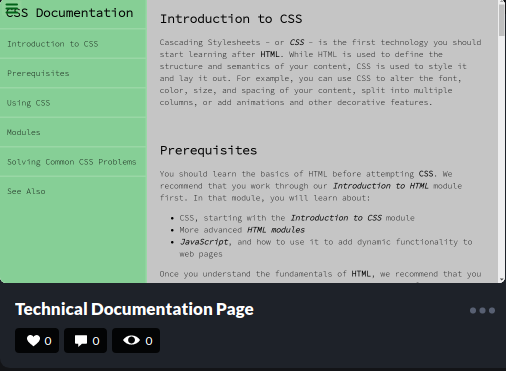 CSS Documentation
Introduction to CSS
Prerequisites
Using CSS
Modules
Solving Common CSS Problems
See Also
Introduction to CSS
Cascading Stylesheets – or CSS – is the first technology you should
start learning after HTML. While HTML is used to define the
structure and semantics of your content, CSS is used to style it
and lay it out. For example, you can use CSS to alter the font,
color, size, and spacing of your content, split into multiple
columns, or add animations and other decorative features.
Prerequisites
You should learn the basics of HTML before attempting CSS. We
recommend that you work through our Introduction to HTML module
first. In that module, you will learn about:
• CSS, starting with the Introduction to CSS module
• More advanced HTML modules
• JavaScript, and how to use it to add dynamic functionality to
web pages
Once you understand the fundamentals of HTML, we recommend that you
Technical Documentation Page
0 0 0